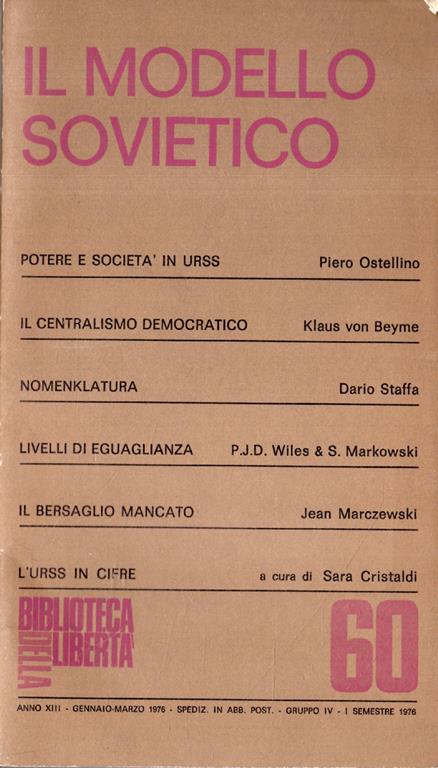 IL MODELLO
SOVIETICO
POTERE E SOCIETA' IN URSS Piero Ostellino
IL CENTRALISMO DEMOCRATICO Klaus von Beyme
NOMENKLATURA Dario Staffa
LIVELLI DI EGUAGLIANZA P.J.D. Wiles & S. Markowski
IL BERSAGLIO MANCATO Jean Marczewski
L'URSS IN CIFRE a cura di Sara Cristaldi
BIBLIOTECA
DELLA
LIBERTA'
60
ANNO XIII - GENNAIO-MARZO 1976 - SPEDIZ. IN ABB. POST. - GRUPPO IV - I SEMESTRE 1976